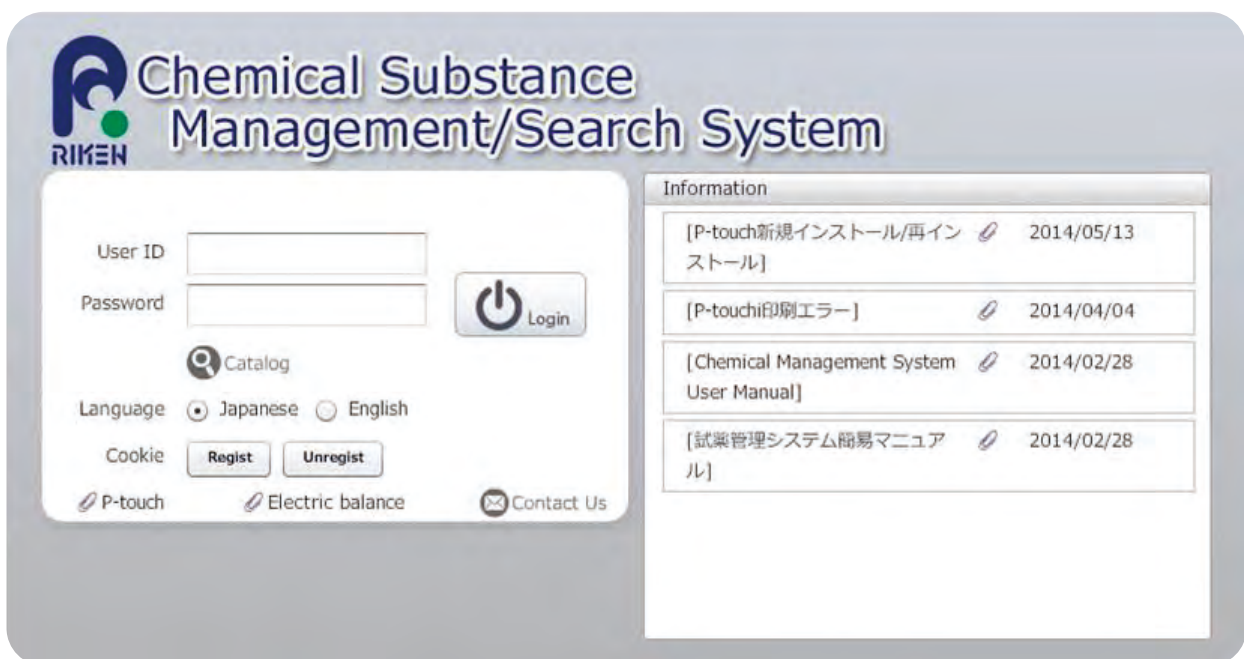 Chemical Substance
Management/Search System
RIKEN
User ID
Password
Login
Catalog
Language Japanese English
Cookie Regist Unregist
P-touch Electric balance Contact Us
Information
[P-touch新規インストール/再イン 2014/05/13
ストール]
[P-touchi印刷エラー] 2014/04/04
[Chemical Management System 2014/02/28
User Manual]
[試薬管理システム簡易マニュア 2014/02/28
ル]